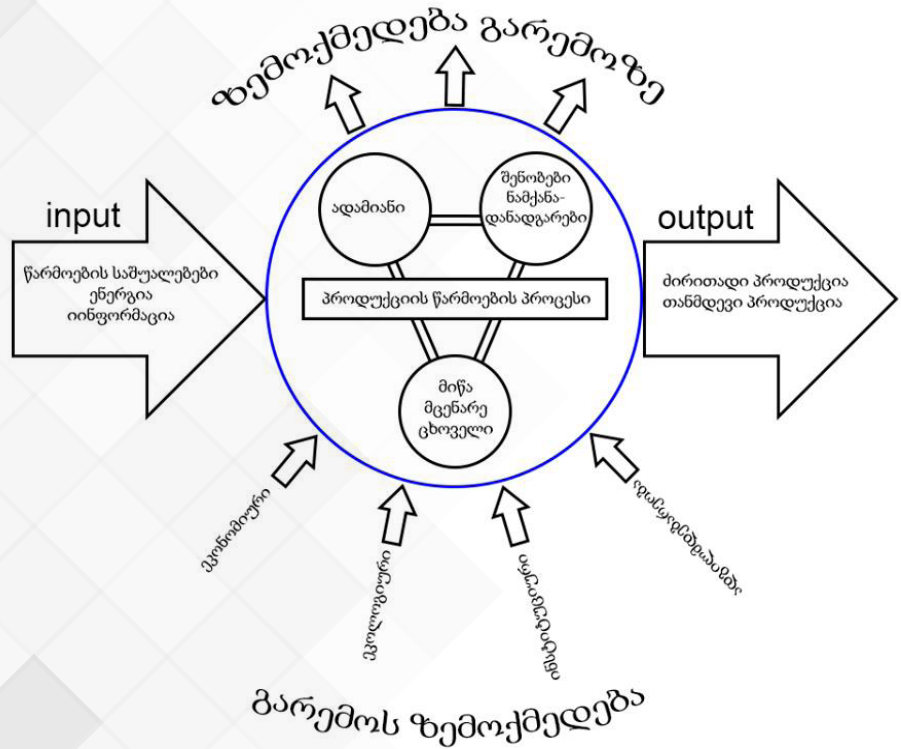 ზემოქმედება გარემოზე
input
წარმოების საშუალებები
ენერგია
იინფორმაცია
ადამიანი
შენობები
ნამქანა-
დანადგარები
პროდუქციის წარმოების პროცესი
მიწა
მცენარე
ცხოველი
output
ძირითადი პროდუქცია
თანმდევი პროდუქცია
ეკონომიური
ეკოლოგიური
გარემოს ზემოქმედება